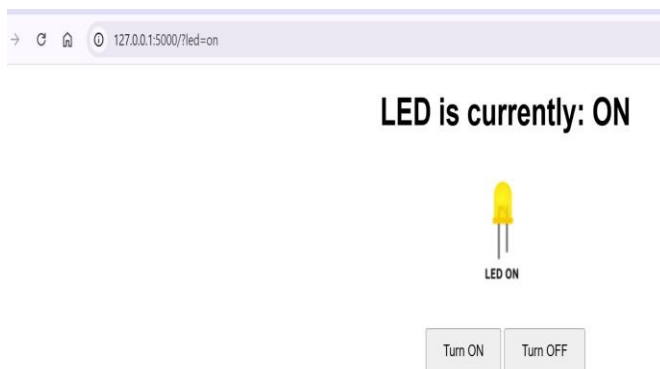 127.0.0.1:5000/?led=on
LED is currently: ON
LED ON
Turn ON Turn OFF